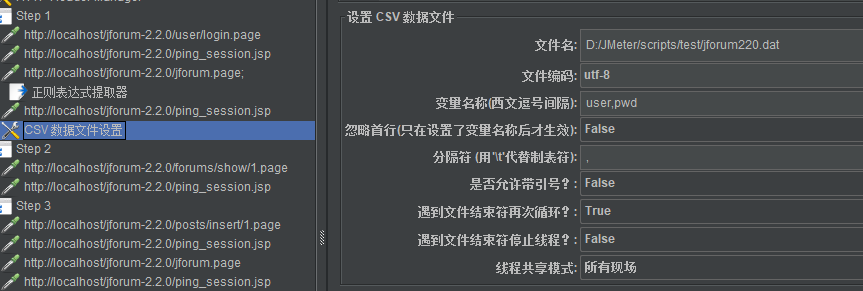 Step 1
http://localhost/jforum-2.2.0/user/login.page
http://localhost/jforum-2.2.0/ping_session.jsp
http://localhost/jforum-2.2.0/jforum.page;
正则表达式提取器
http://localhost/jforum-2.2.0/ping_session.jsp
CSV 数据文件设置
Step 2
http://localhost/jforum-2.2.0/forums/show/1.page
http://localhost/jforum-2.2.0/ping_session.jsp
Step 3
http://localhost/jforum-2.2.0/posts/insert/1.page
http://localhost/jforum-2.2.0/ping_session.jsp
http://localhost/jforum-2.2.0/jforum.page
http://localhost/jforum-2.2.0/ping_session.jsp
设置 CSV 数据文件
文件名: D:/JMeter/scripts/test/jforum220.dat
文件编码: utf-8
变量名称(西文逗号间隔): user,pwd
忽略首行(只在设置了变量名称后才生效): False
分隔符 (用'\t'代替制表符): ,
是否允许带引号?: False
遇到文件结束符再次循环?: True
遇到文件结束符停止线程?: False
线程共享模式: 所有现场